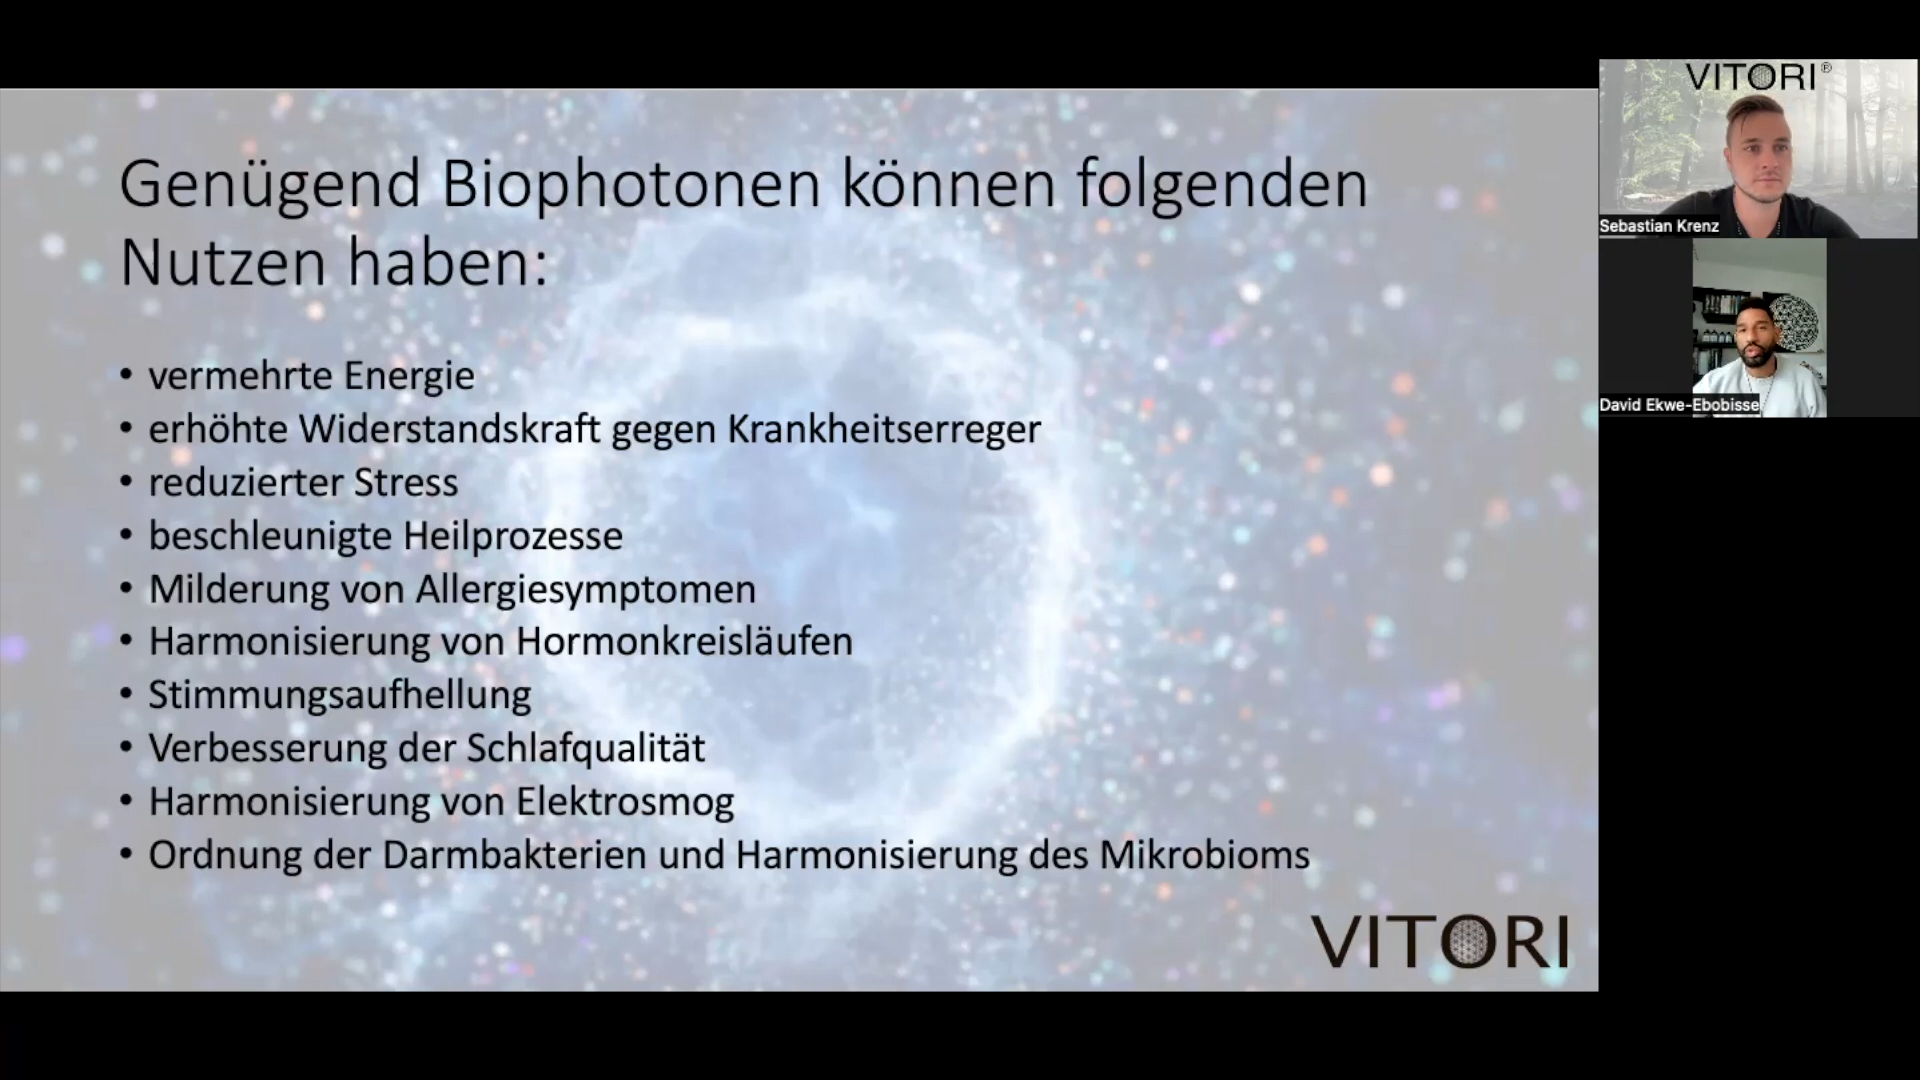 Genügend Biophotonen können folgenden
Nutzen haben:
• vermehrte Energie
• erhöhte Widerstandskraft gegen Krankheitserreger
• reduzierter Stress
• beschleunigte Heilprozesse
• Milderung von Allergiesymptomen
• Harmonisierung von Hormonkreisläufen
• Stimmungsaufhellung
• Verbesserung der Schlafqualität
• Harmonisierung von Elektrosmog
• Ordnung der Darmbakterien und Harmonisierung des Mikrobioms
VITORI
VITORI®
Sebastian Krenz
David Ekwe-Ebobisse